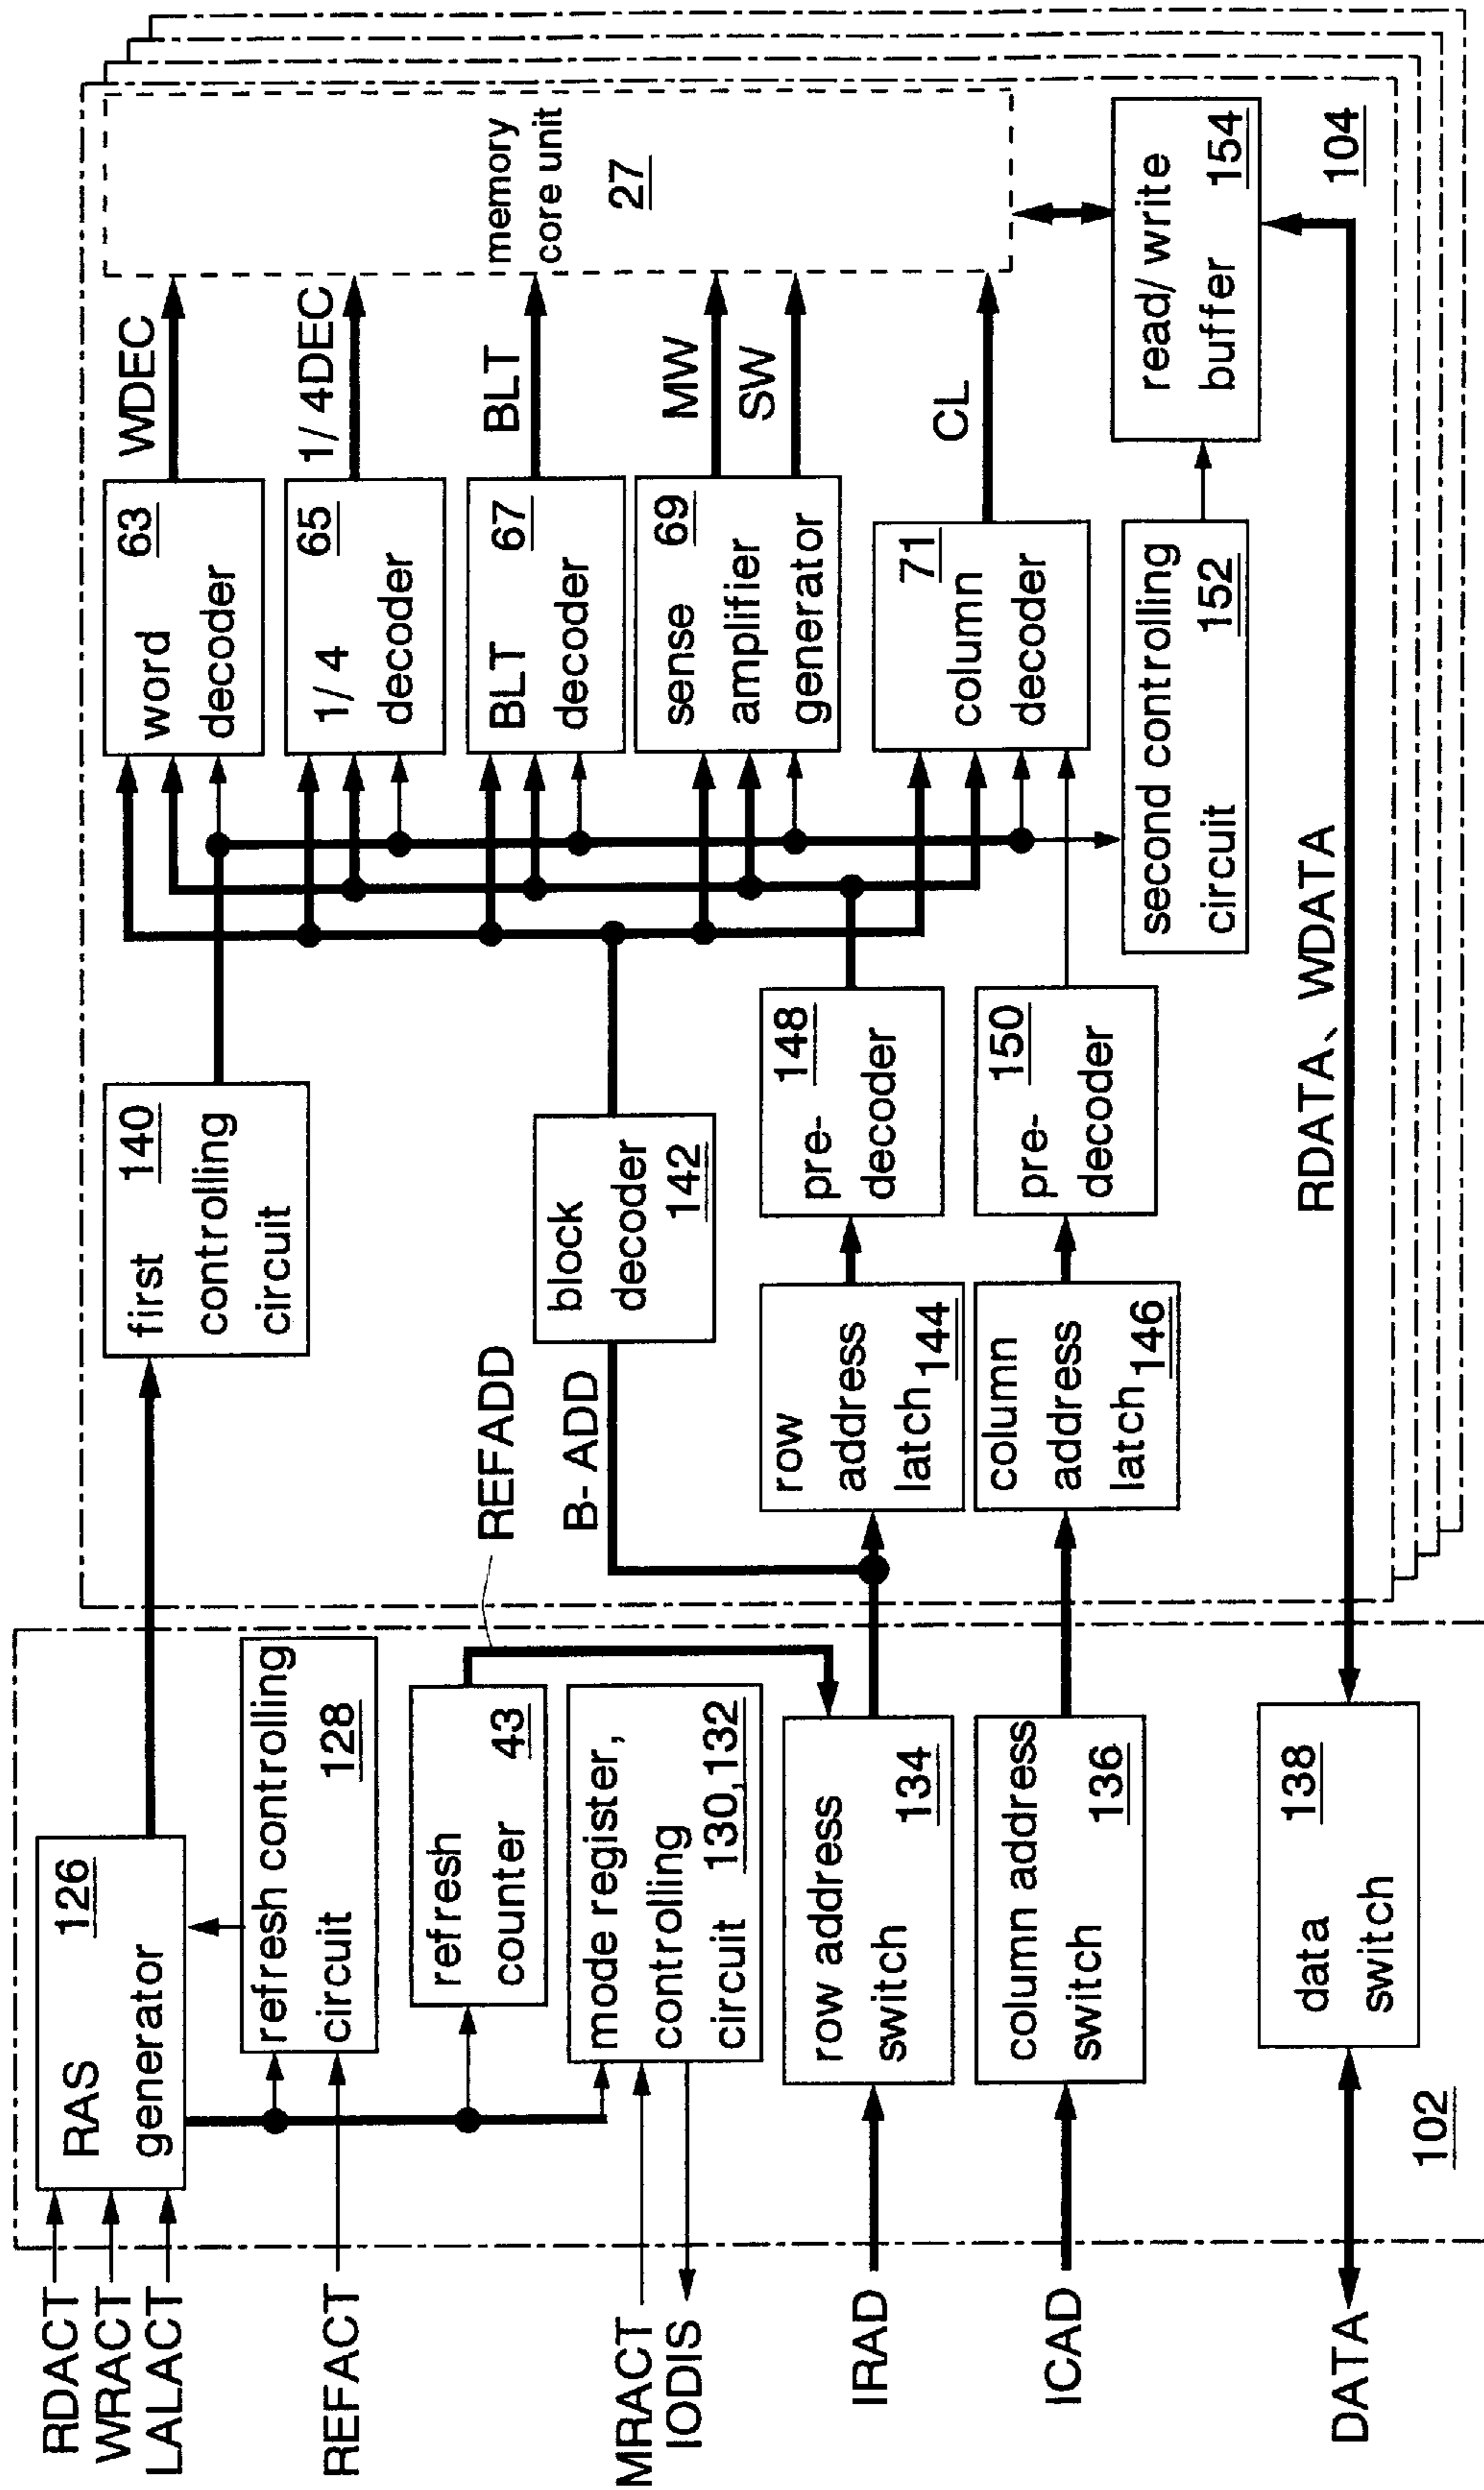 RDACT
WRACT
LALACT
REFACT
MRACT
IODIS
IRAD
ICAD
DATA
RAS 126
generator
refresh controlling
circuit 128
refresh
counter 43
mode register,
controlling
circuit 130,132
row address
switch 134
column address
switch 136
data 138
switch
102
REFADD
B- ADD
first 140
controlling
circuit
block
decoder
142
row
address
latch 144
column
address
latch 146
pre- 148
decoder
pre- 150
decoder
RDATA、WDATA
word 63
decoder
1/ 4 65
decoder
BLT 67
decoder
sense 69
amplifier
generator
column 71
decoder
second controlling
circuit 152
WDEC
1/ 4DEC
BLT
MW
SW
CL
memory
core unit
27
read/ write
buffer 154
104